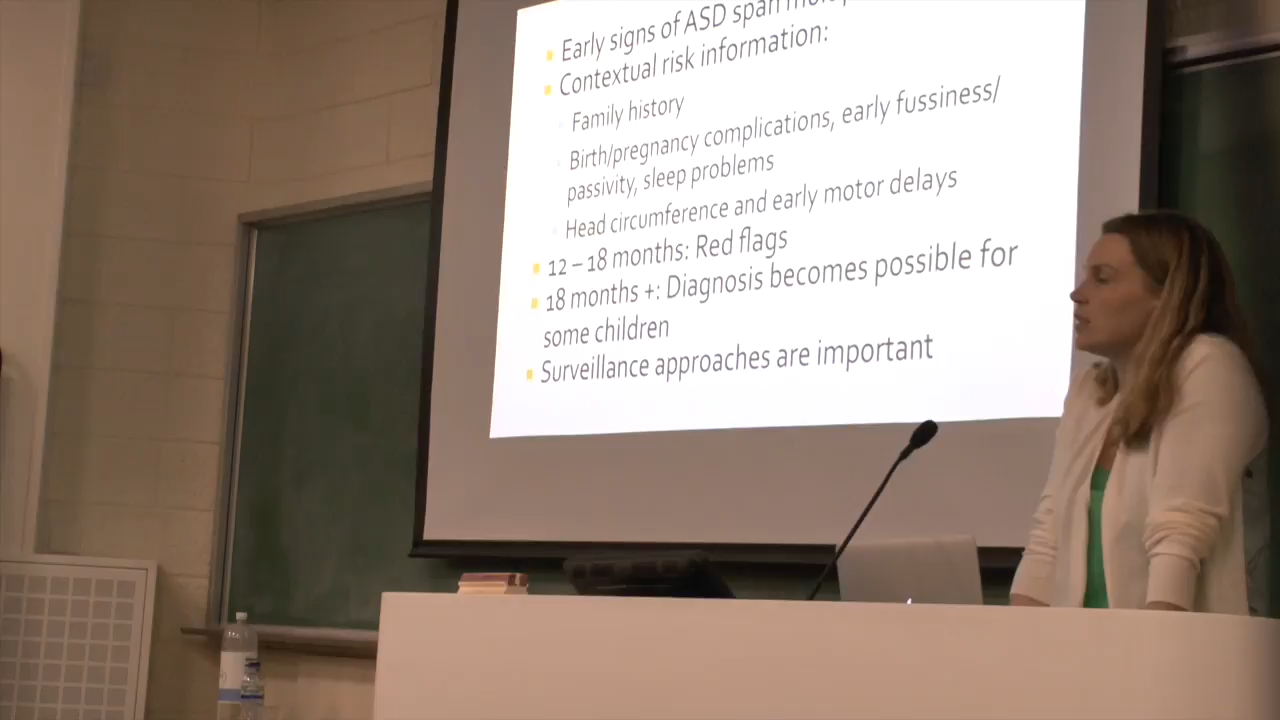 Early signs of ASD span
Contextual risk information:
Family history
Birth/pregnancy complications, early fussiness/
passivity, sleep problems
Head circumference and early motor delays
12 – 18 months: Red flags
18 months +: Diagnosis becomes possible for
some children
Surveillance approaches are important